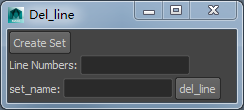 Del_line
Create Set
Line Numbers:
set_name: del_line